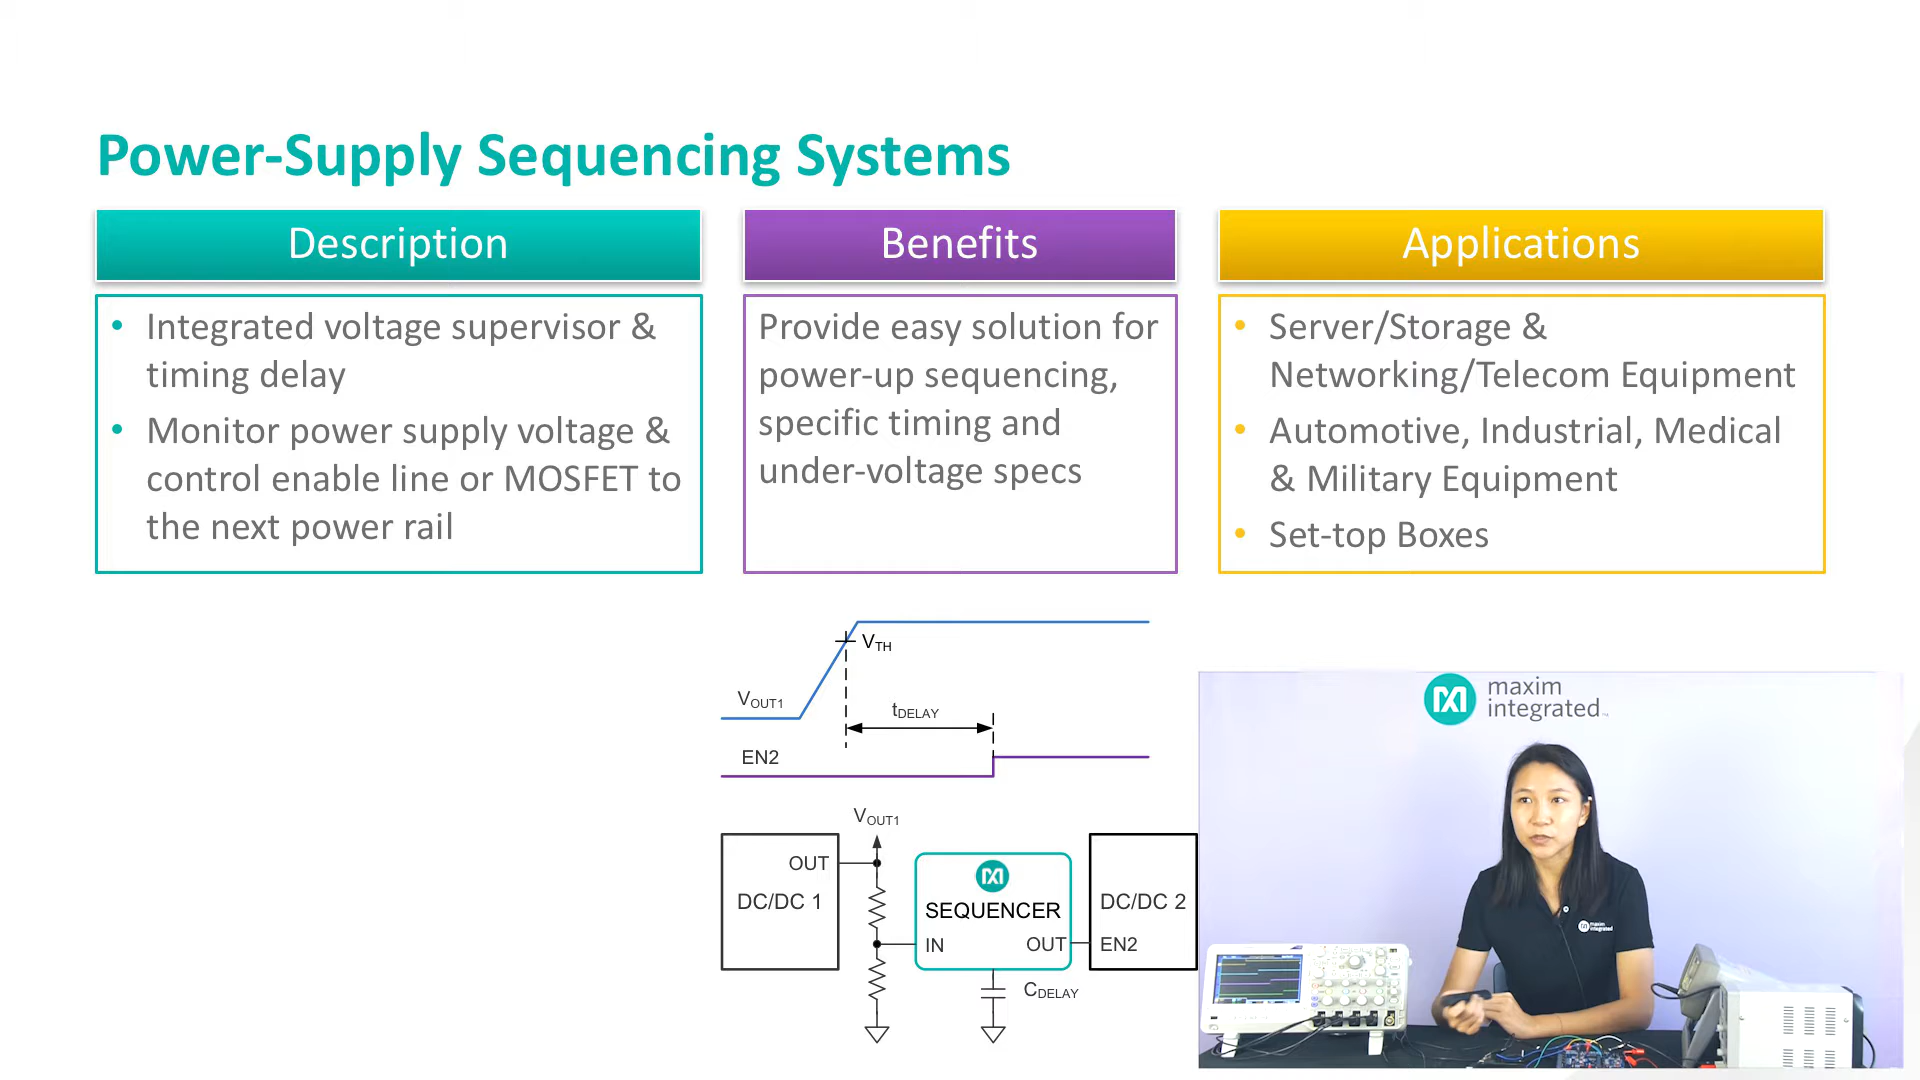 Power-Supply Sequencing Systems
Description
Integrated voltage supervisor &
timing delay
Monitor power supply voltage &
control enable line or MOSFET to
the next power rail
Benefits
Provide easy solution for
power-up sequencing,
specific timing and
under-voltage specs
Applications
Server/Storage &
Networking/Telecom Equipment
Automotive, Industrial, Medical
& Military Equipment
Set-top Boxes
VTH
VOUT1
tDELAY
EN2
VOUT1
OUT
DC/DC 1
SEQUENCER
IN
OUT
CDELAY
DC/DC 2
EN2
maxim
integrated
maxim
integrated